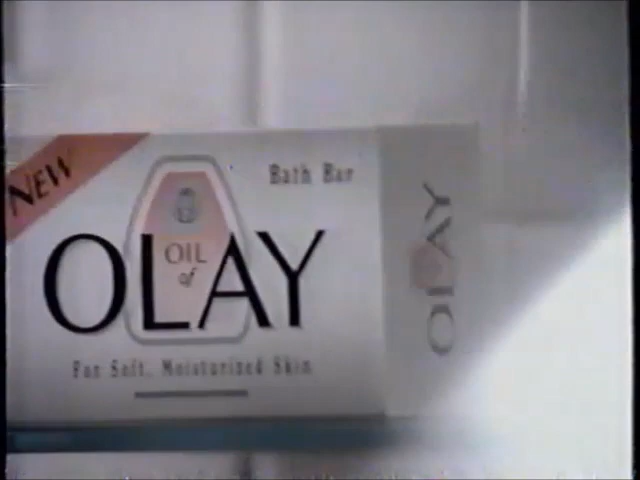 NEW
Bath Bar
OIL
of
OLAY
For Soft, Moisturized Skin
OLAY